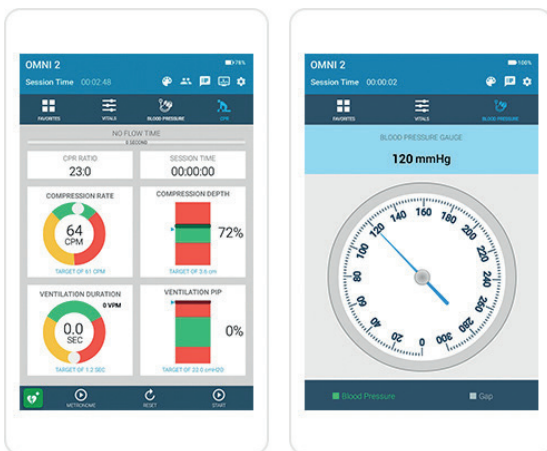 OMNI 2
78%
Session Time 00:02:48
FAVORITES VITALS BLOOD PRESSURE CPR
NO FLOW TIME
0 SECOND
CPR RATIO
23:0
SESSION TIME
00:00:00
COMPRESSION RATE
64
CPM
TARGET OF 61 CPM
COMPRESSION DEPTH
72%
TARGET OF 3.6 cm
VENTILATION DURATION
0 VPM
0.0
SEC
TARGET OF 1.2 SEC
VENTILATION PIP
0%
TARGET OF 22.0 cmH2O
METRONOME RESET START
OMNI 2
100%
Session Time 00:00:02
FAVORITES VITALS BLOOD PRESSURE
BLOOD PRESSURE GAUGE
120 mmHg
0 20 40 60 80 100 120 140 160 180 200 220 240 260 280 300
Blood Pressure Gap